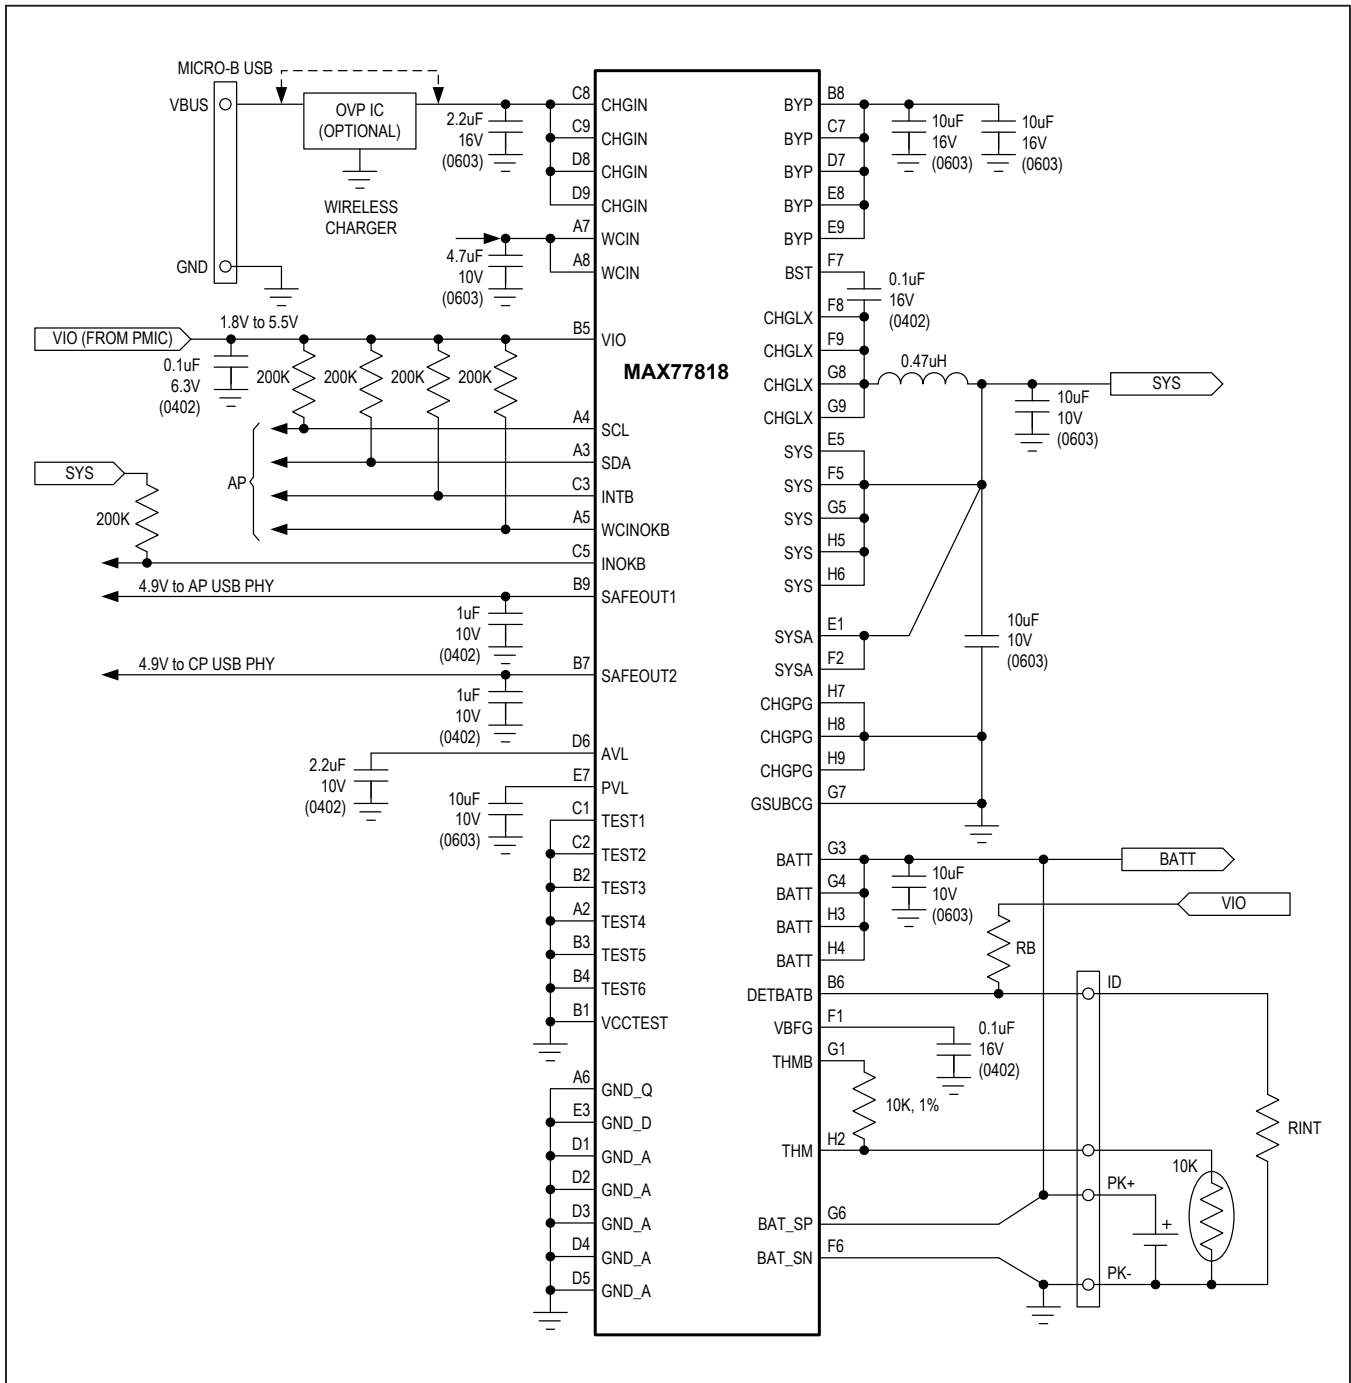 MICRO-B USB
VBUS
OVP IC
(OPTIONAL)
WIRELESS
CHARGER
GND
2.2uF
16V
(0603)
4.7uF
10V
(0603)
C8 CHGIN
C9 CHGIN
D8 CHGIN
D9 CHGIN
A7 WCIN
A8 WCIN
VIO (FROM PMIC)
1.8V to 5.5V
B5 VIO
0.1uF
6.3V
(0402)
200K 200K 200K 200K
AP
A4 SCL
A3 SDA
C3 INTB
A5 WCINOKB
SYS
200K
C5 INOKB
4.9V to AP USB PHY
B9 SAFEOUT1
1uF
10V
(0402)
4.9V to CP USB PHY
B7 SAFEOUT2
1uF
10V
(0402)
D6 AVL
2.2uF
10V
(0402)
E7 PVL
10uF
10V
(0603)
C1 TEST1
C2 TEST2
B2 TEST3
A2 TEST4
B3 TEST5
B4 TEST6
B1 VCCTEST
A6 GND_Q
E3 GND_D
D1 GND_A
D2 GND_A
D3 GND_A
D4 GND_A
D5 GND_A
MAX77818
BYP B8
BYP C7
BYP D7
BYP E8
BYP E9
10uF
16V
(0603)
10uF
16V
(0603)
BST F7
0.1uF
16V
(0402)
CHGLX F8
CHGLX F9
CHGLX G8
CHGLX G9
0.47uH
SYS
10uF
10V
(0603)
SYS E5
SYS F5
SYS G5
SYS H5
SYS H6
SYSA E1
SYSA F2
10uF
10V
(0603)
CHGPG H7
CHGPG H8
CHGPG H9
GSUBCG G7
BATT G3
BATT G4
BATT H3
BATT H4
10uF
10V
(0603)
BATT
VIO
RB
DETBATB B6
ID
VBFG F1
0.1uF
16V
(0402)
THMB G1
10K, 1%
THM H2
RINT
10K
PK+
+
BAT_SP G6
BAT_SN F6
PK-